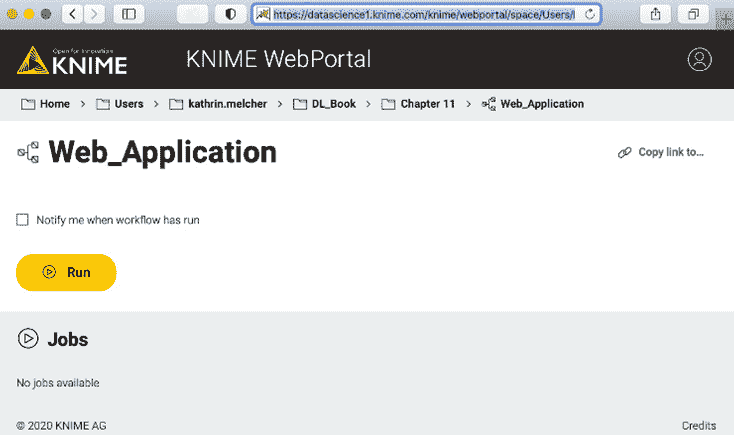 https://datascience1.knime.com/knime/webportal/space/Users/
Open for Innovation
KNIME
KNIME WebPortal
Home > Users > kathrin.melcher > DL_Book > Chapter 11 > Web_Application
Web_Application
Copy link to...
Notify me when workflow has run
Run
Jobs
No jobs available
© 2020 KNIME AG
Credits